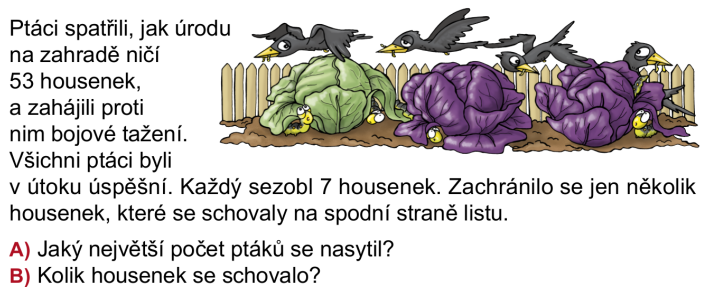 Ptáci spatřili, jak úrodu
na zahradě ničí
53 housenek,
a zahájili proti
nim bojové tažení.
Všichni ptáci byli
v útoku úspěšní. Každý sezobl 7 housenek. Zachránilo se jen několik
housenek, které se schovaly na spodní straně listu.
A) Jaký největší počet ptáků se nasytil?
B) Kolik housenek se schovalo?